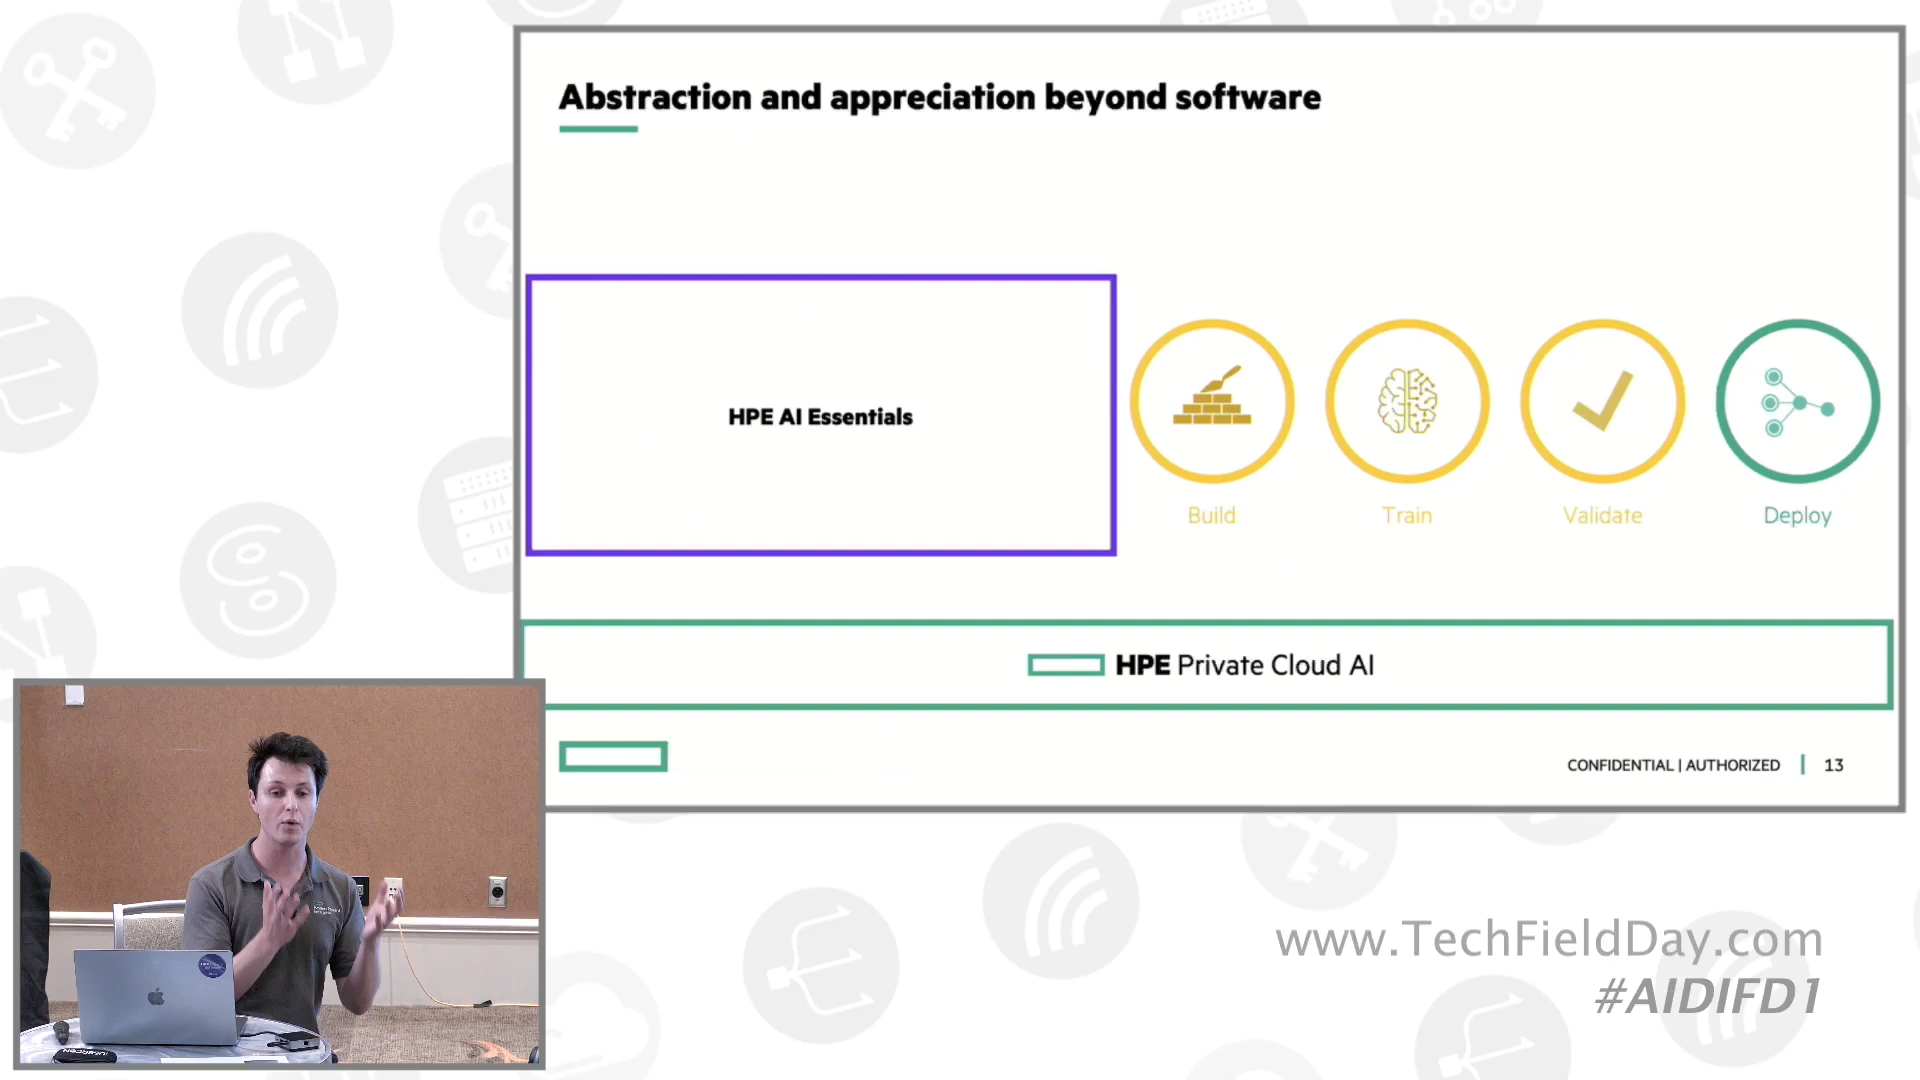 Abstraction and appreciation beyond software
HPE AI Essentials
Build
Train
Validate
Deploy
HPE Private Cloud AI
CONFIDENTIAL | AUTHORIZED | 13
www.TechFieldDay.com
#AIDIFD1